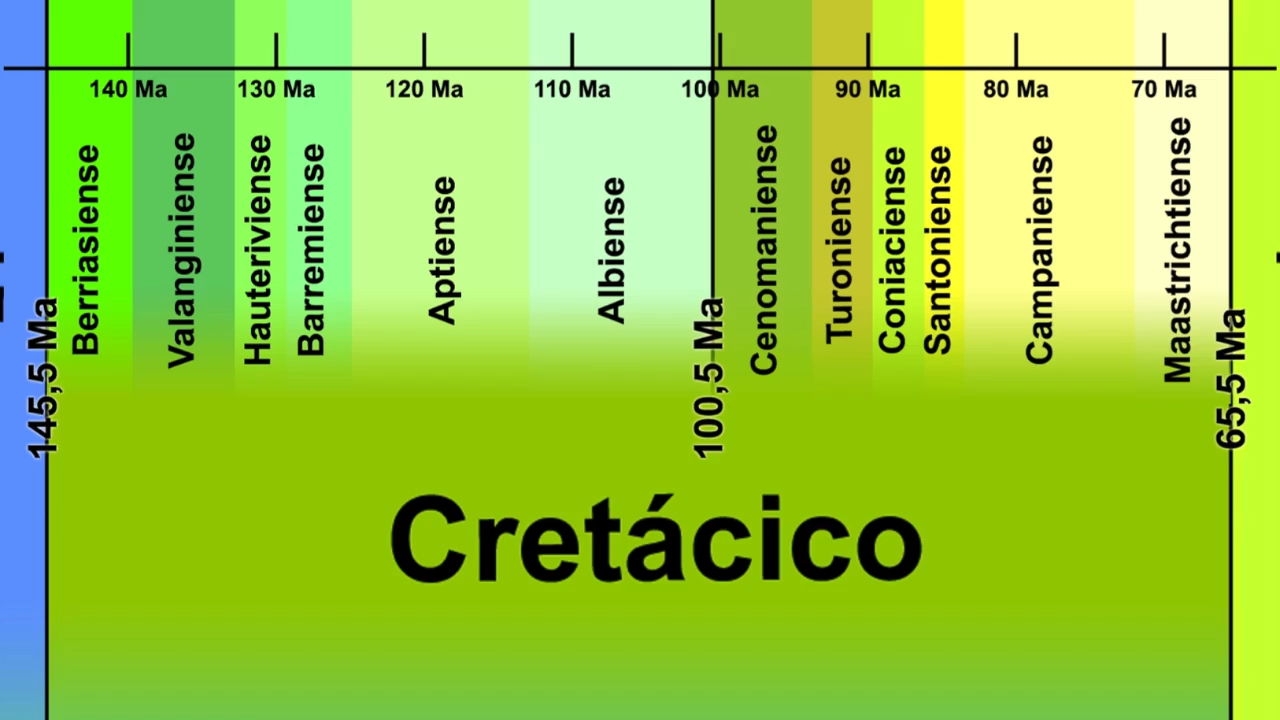 140 Ma
130 Ma
120 Ma
110 Ma
100 Ma
90 Ma
80 Ma
70 Ma
Berriasiense
Valanginiense
Hauteriviense
Barremiense
Aptiense
Albiense
Cenomaniense
Turoniense
Coniaciense
Santoniense
Campaniense
Maastrichtiense
145,5 Ma
100,5 Ma
65,5 Ma
Cretácico